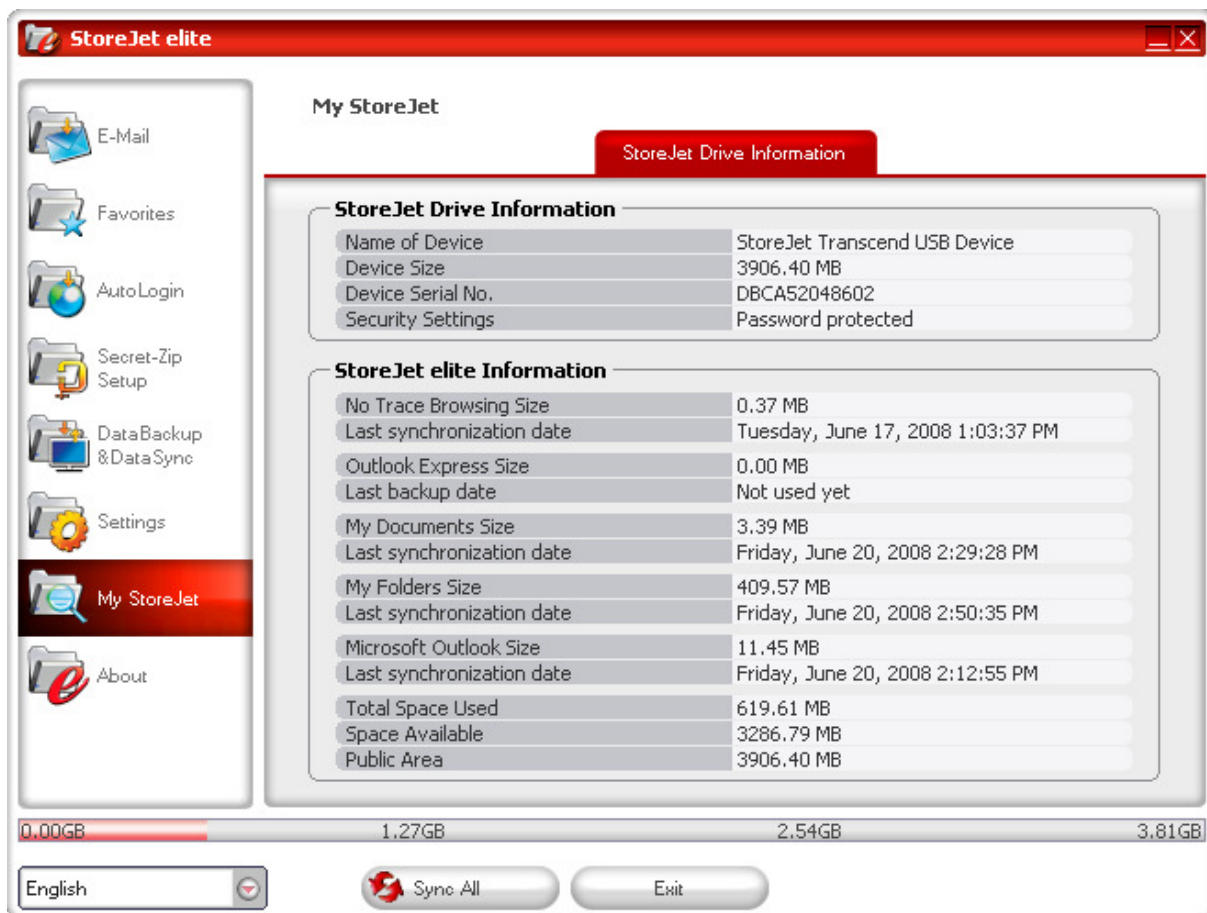 StoreJet elite
E-Mail
Favorites
AutoLogin
Secret-Zip
Setup
DataBackup
&DataSync
Settings
My StoreJet
About
My StoreJet
StoreJet Drive Information
StoreJet Drive Information
Name of Device StoreJet Transcend USB Device
Device Size 3906.40 MB
Device Serial No. DBCA52048602
Security Settings Password protected
StoreJet elite Information
No Trace Browsing Size 0.37 MB
Last synchronization date Tuesday, June 17, 2008 1:03:37 PM
Outlook Express Size 0.00 MB
Last backup date Not used yet
My Documents Size 3.39 MB
Last synchronization date Friday, June 20, 2008 2:29:28 PM
My Folders Size 409.57 MB
Last synchronization date Friday, June 20, 2008 2:50:35 PM
Microsoft Outlook Size 11.45 MB
Last synchronization date Friday, June 20, 2008 2:12:55 PM
Total Space Used 619.61 MB
Space Available 3286.79 MB
Public Area 3906.40 MB
0.00GB 1.27GB 2.54GB 3.81GB
English Sync All Exit